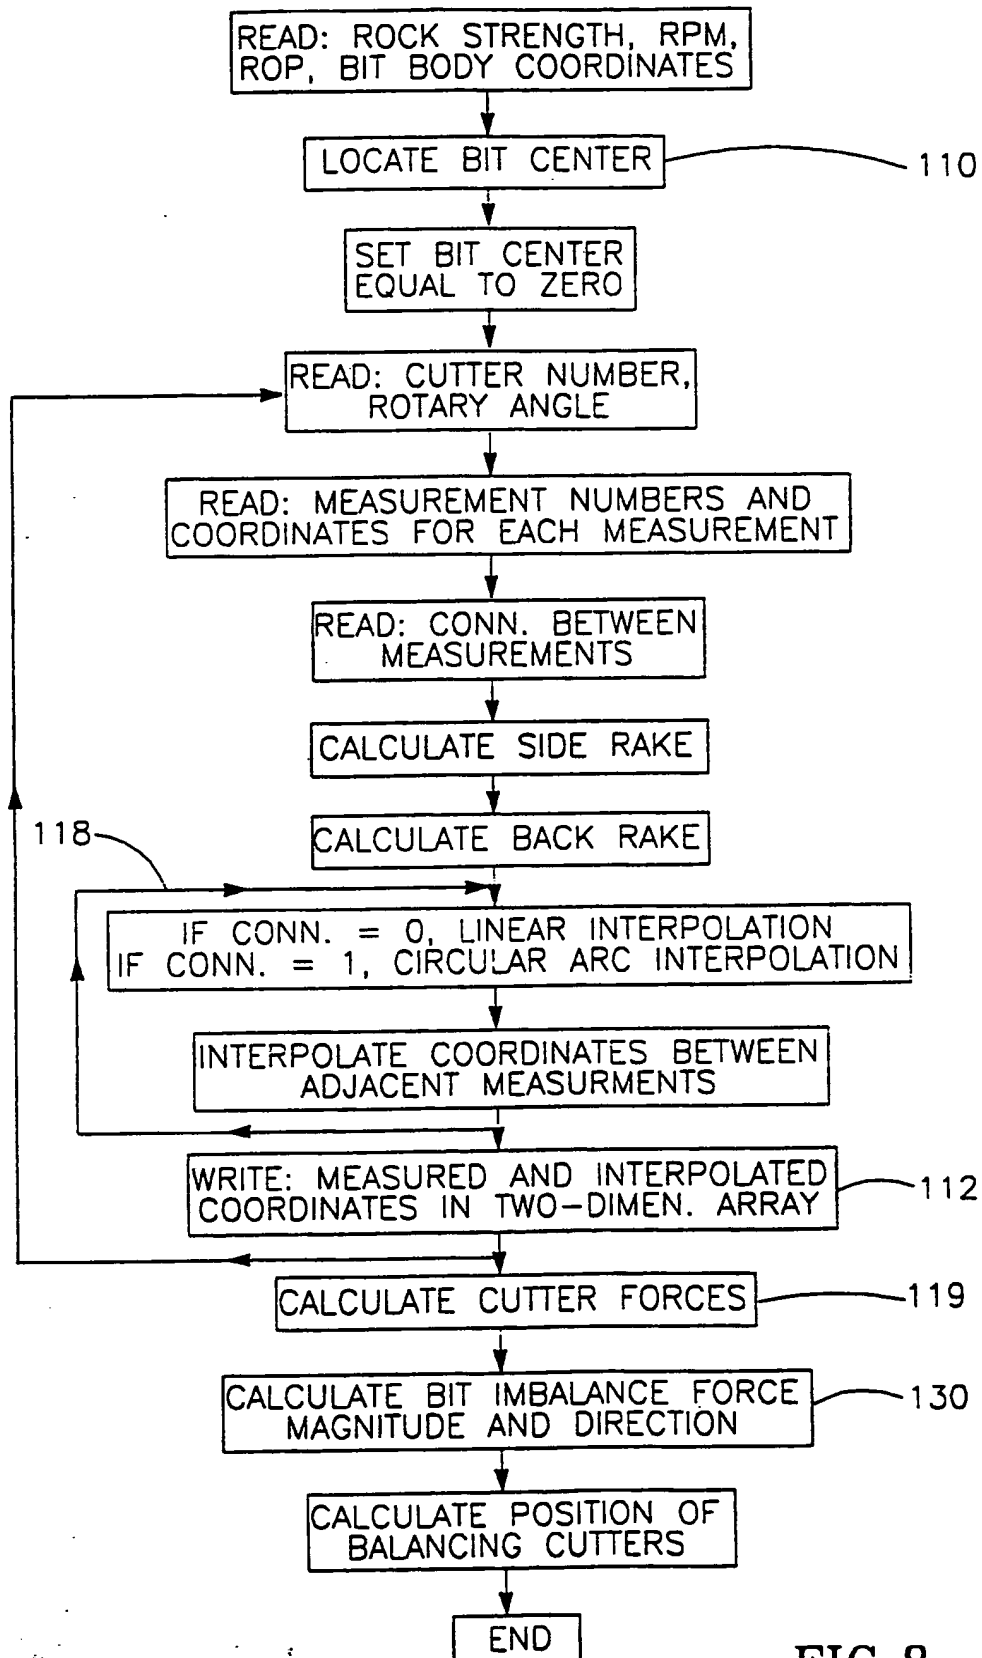 READ: ROCK STRENGTH, RPM,
ROP, BIT BODY COORDINATES
LOCATE BIT CENTER
110
SET BIT CENTER
EQUAL TO ZERO
READ: CUTTER NUMBER,
ROTARY ANGLE
READ: MEASUREMENT NUMBERS AND
COORDINATES FOR EACH MEASUREMENT
READ: CONN. BETWEEN
MEASUREMENTS
CALCULATE SIDE RAKE
CALCULATE BACK RAKE
118
IF CONN. = 0, LINEAR INTERPOLATION
IF CONN. = 1, CIRCULAR ARC INTERPOLATION
INTERPOLATE COORDINATES BETWEEN
ADJACENT MEASURMENTS
WRITE: MEASURED AND INTERPOLATED
COORDINATES IN TWO-DIMEN. ARRAY
112
CALCULATE CUTTER FORCES
119
CALCULATE BIT IMBALANCE FORCE
MAGNITUDE AND DIRECTION
130
CALCULATE POSITION OF
BALANCING CUTTERS
END
FIG. 8